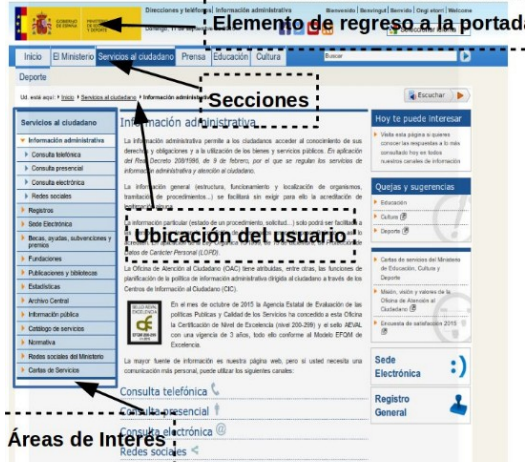 GOBIERNO DE ESPAÑA
MINISTERIO DE EDUCACIÓN, CULTURA Y DEPORTE
Direcciones y teléfonos | Información administrativa
Bienvenido | Benvingut | Benvido | Ongi etorri | Welcome
Elemento de regreso a la portada
Inicio El Ministerio Servicios al ciudadano Prensa Educación Cultura
Buscar
Deporte
Ud. está aquí: Inicio Servicios al ciudadano Información administrativa
Escuchar
Secciones
Servicios al ciudadano
Información administrativa
Consulta telefónica
Consulta presencial
Consulta electrónica
Redes sociales
Registros
Sede Electrónica
Becas, ayudas, subvenciones y premios
Fundaciones
Publicaciones y bibliotecas
Estadísticas
Archivo Central
Información pública
Catálogo de servicios
Normativa
Redes sociales del Ministerio
Cartas de Servicios
Información administrativa
La información administrativa permite a los ciudadanos acceder al conocimiento de sus
derechos y obligaciones y a la utilización de los bienes y servicios públicos. En aplicación
del Real Decreto 208/1996, de 9 de febrero, por el que se regulan los servicios de
información administrativa y atención al ciudadano.
La información general (estructura, funcionamiento y localización de organismos,
tramitación de procedimientos...) se facilitará sin exigir para ello la acreditación de
La información particular (estado de un procedimiento, solicitud...) solo podrá ser facilitada a
Ubicación del usuario
Datos de Carácter Personal (LOPD).
La Oficina de Atención al Ciudadano (OAC) tiene atribuidas, entre otras, las funciones de
planificación de la política de información administrativa dirigida al ciudadano a través de los
Centros de Información al Ciudadano (CIC).
En el mes de octubre de 2015 la Agencia Estatal de Evaluación de las
políticas Publicas y Calidad de los Servicios ha concedido a esta Oficina
la Certificación de Nivel de Excelencia (nivel 200-299) y el sello AEVAL
con una vigencia de 3 años, todo ello conforme al Modelo EFQM de
Excelencia.
La mayor fuente de información es nuestra página web, pero si usted necesita una
comunicación más personal, puede utilizar los siguientes canales:
Consulta telefónica
Consulta presencial
Consulta electrónica
Redes sociales
Hoy te puede interesar
Visita esta página si quieres
conocer las respuestas a lo más
consultado hoy en todos
nuestros canales de información
Quejas y sugerencias
Educación
Cultura
Deporte
Cartas de servicios del Ministerio
de Educación, Cultura y
Deporte
Misión, visión y valores de la
Oficina de Atención al
Ciudadano
Encuesta de satisfacción 2015
Sede
Electrónica
Registro
General
Áreas de Interés